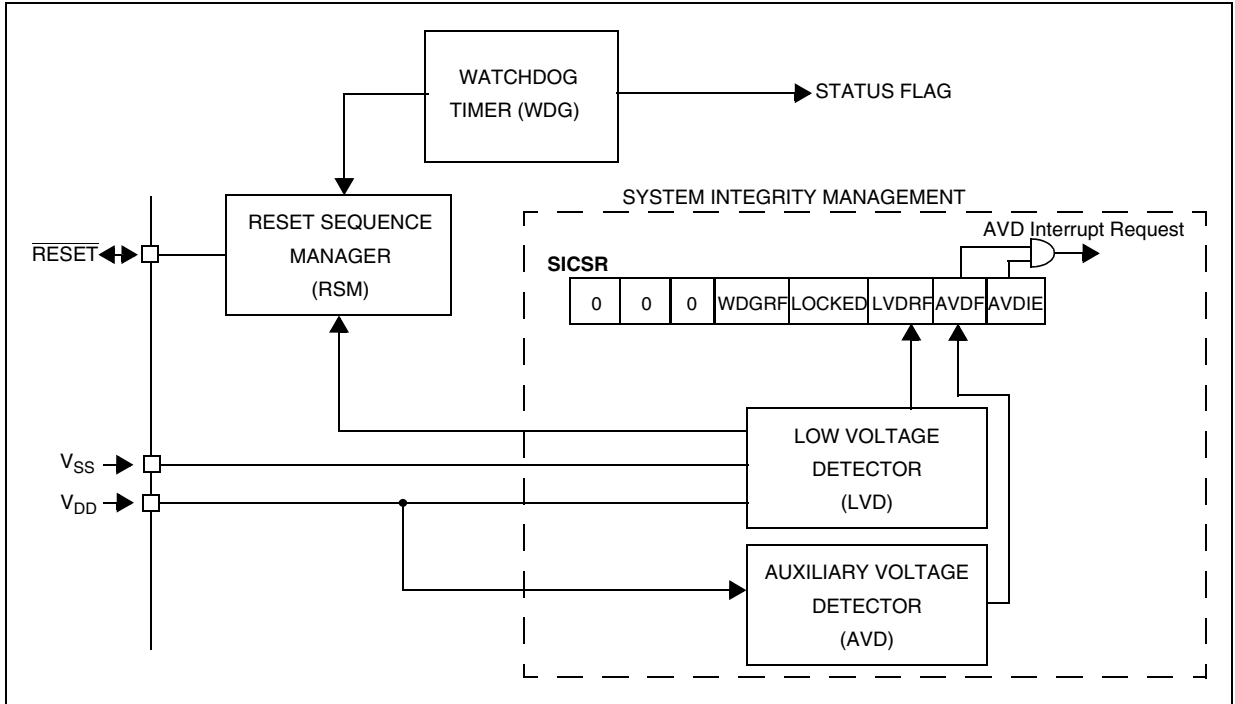 WATCHDOG
TIMER (WDG)
STATUS FLAG
SYSTEM INTEGRITY MANAGEMENT
RESET SEQUENCE
MANAGER
(RSM)
RESET
AVD Interrupt Request
SICSR
0 0 0 WDGRF LOCKED LVDRF AVDF AVDIE
LOW VOLTAGE
DETECTOR
(LVD)
VSS
VDD
AUXILIARY VOLTAGE
DETECTOR
(AVD)